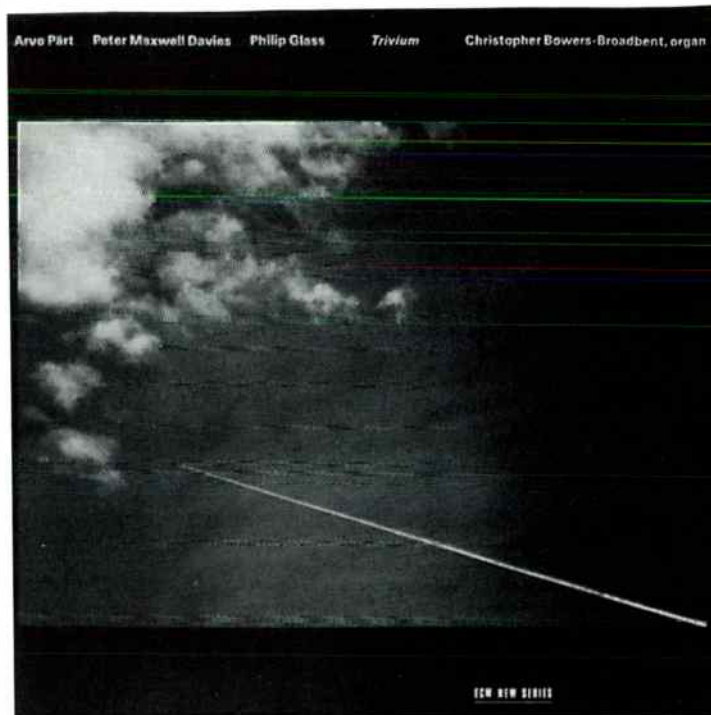 Arvo Pärt Peter Maxwell Davies Philip Glass Trivium Christopher Bowers-Broadbent, organ
ECM NEW SERIES